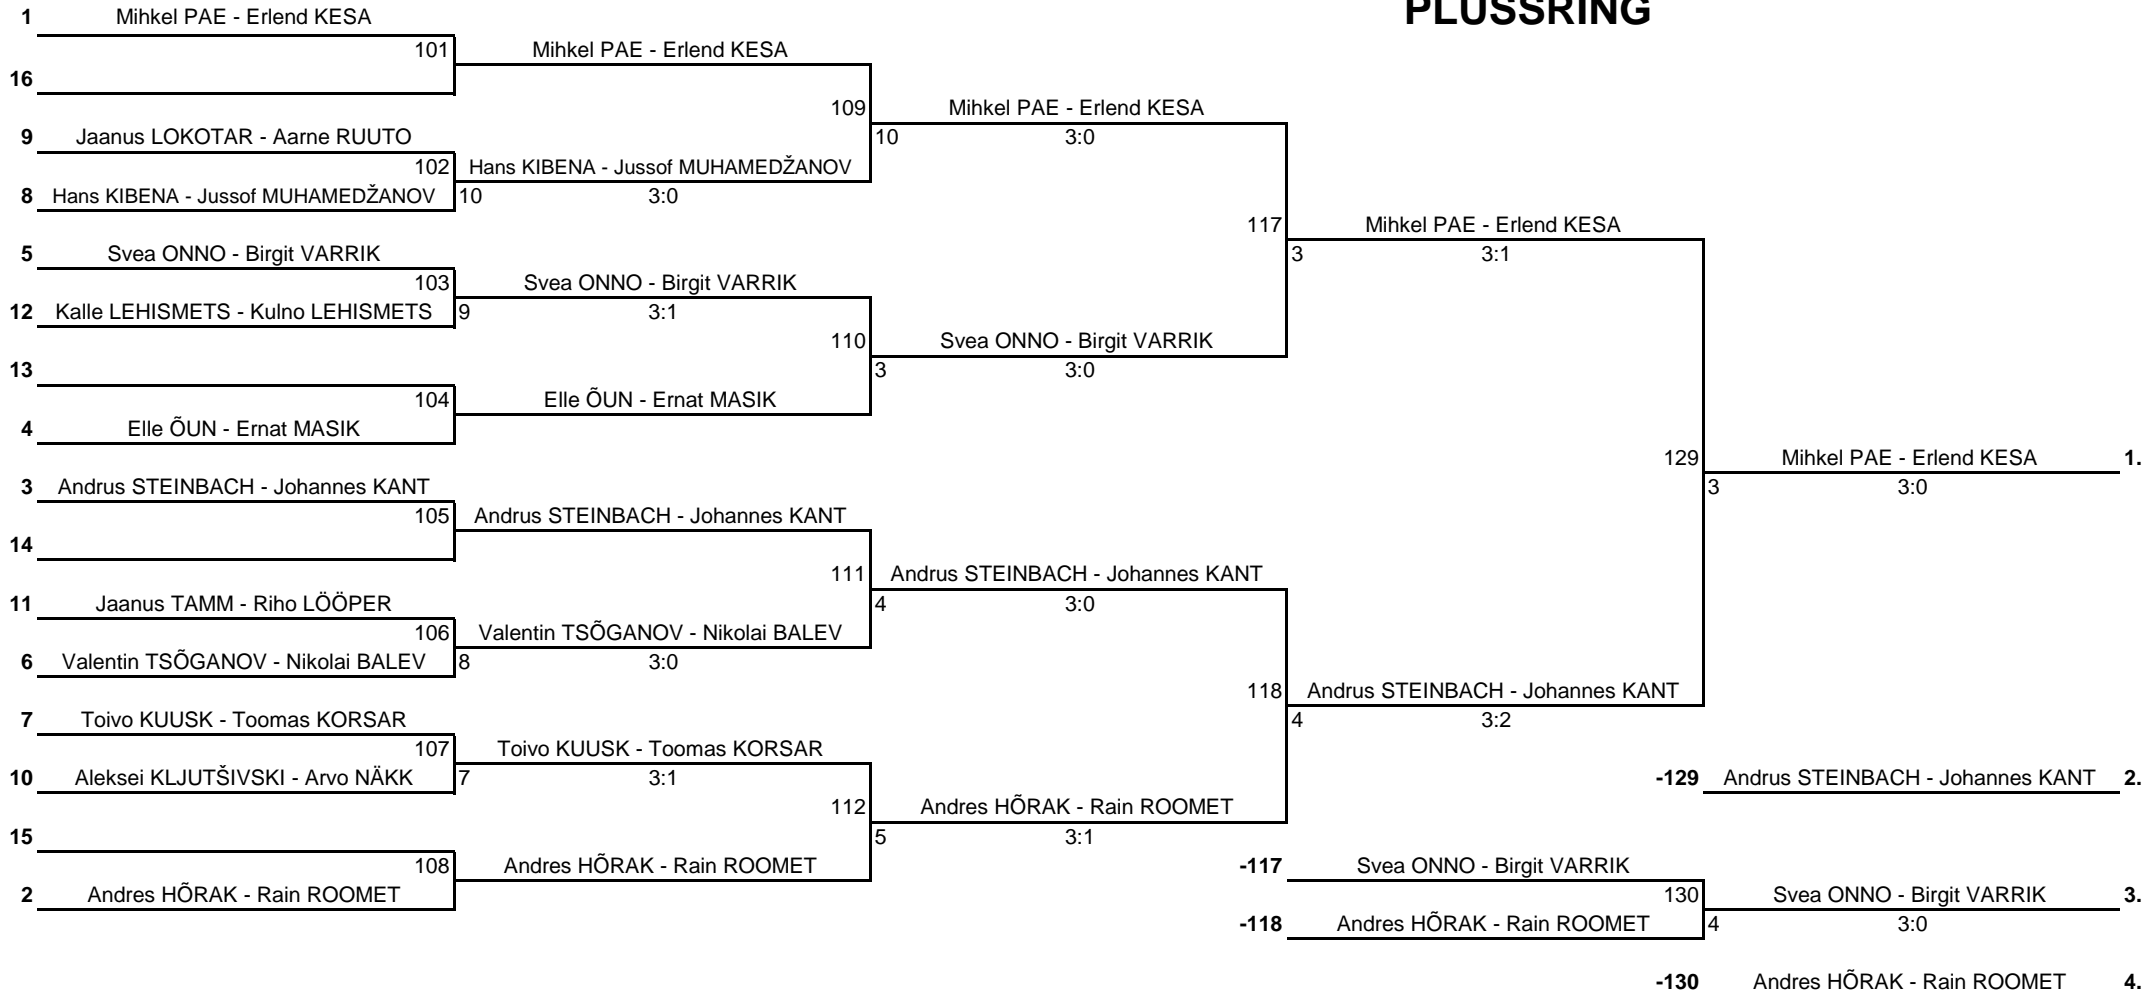 PLUSSRING
1 Mihkel PAE - Erlend KESA
101 Mihkel PAE - Erlend KESA
16
109 Mihkel PAE - Erlend KESA
9 Jaanus LOKOTAR - Aarne RUUTO
10 3:0
102 Hans KIBENA - Jussof MUHAMEDŽANOV
8 Hans KIBENA - Jussof MUHAMEDŽANOV
10 3:0
117 Mihkel PAE - Erlend KESA
5 Svea ONNO - Birgit VARRIK
3 3:1
103 Svea ONNO - Birgit VARRIK
12 Kalle LEHISMETS - Kulno LEHISMETS
9 3:1
110 Svea ONNO - Birgit VARRIK
13
3 3:0
104 Elle ÕUN - Ernat MASIK
4 Elle ÕUN - Ernat MASIK
129 Mihkel PAE - Erlend KESA 1.
3 Andrus STEINBACH - Johannes KANT
3 3:0
105 Andrus STEINBACH - Johannes KANT
14
111 Andrus STEINBACH - Johannes KANT
11 Jaanus TAMM - Riho LÖÖPER
4 3:0
106 Valentin TSÕGANOV - Nikolai BALEV
6 Valentin TSÕGANOV - Nikolai BALEV
8 3:0
118 Andrus STEINBACH - Johannes KANT
7 Toivo KUUSK - Toomas KORSAR
4 3:2
107 Toivo KUUSK - Toomas KORSAR
10 Aleksei KLJUTŠIVSKI - Arvo NÄKK
7 3:1
-129 Andrus STEINBACH - Johannes KANT 2.
112 Andres HÕRAK - Rain ROOMET
15
5 3:1
108 Andres HÕRAK - Rain ROOMET
-117 Svea ONNO - Birgit VARRIK
2 Andres HÕRAK - Rain ROOMET
130 Svea ONNO - Birgit VARRIK 3.
-118 Andres HÕRAK - Rain ROOMET
4 3:0
-130 Andres HÕRAK - Rain ROOMET 4.